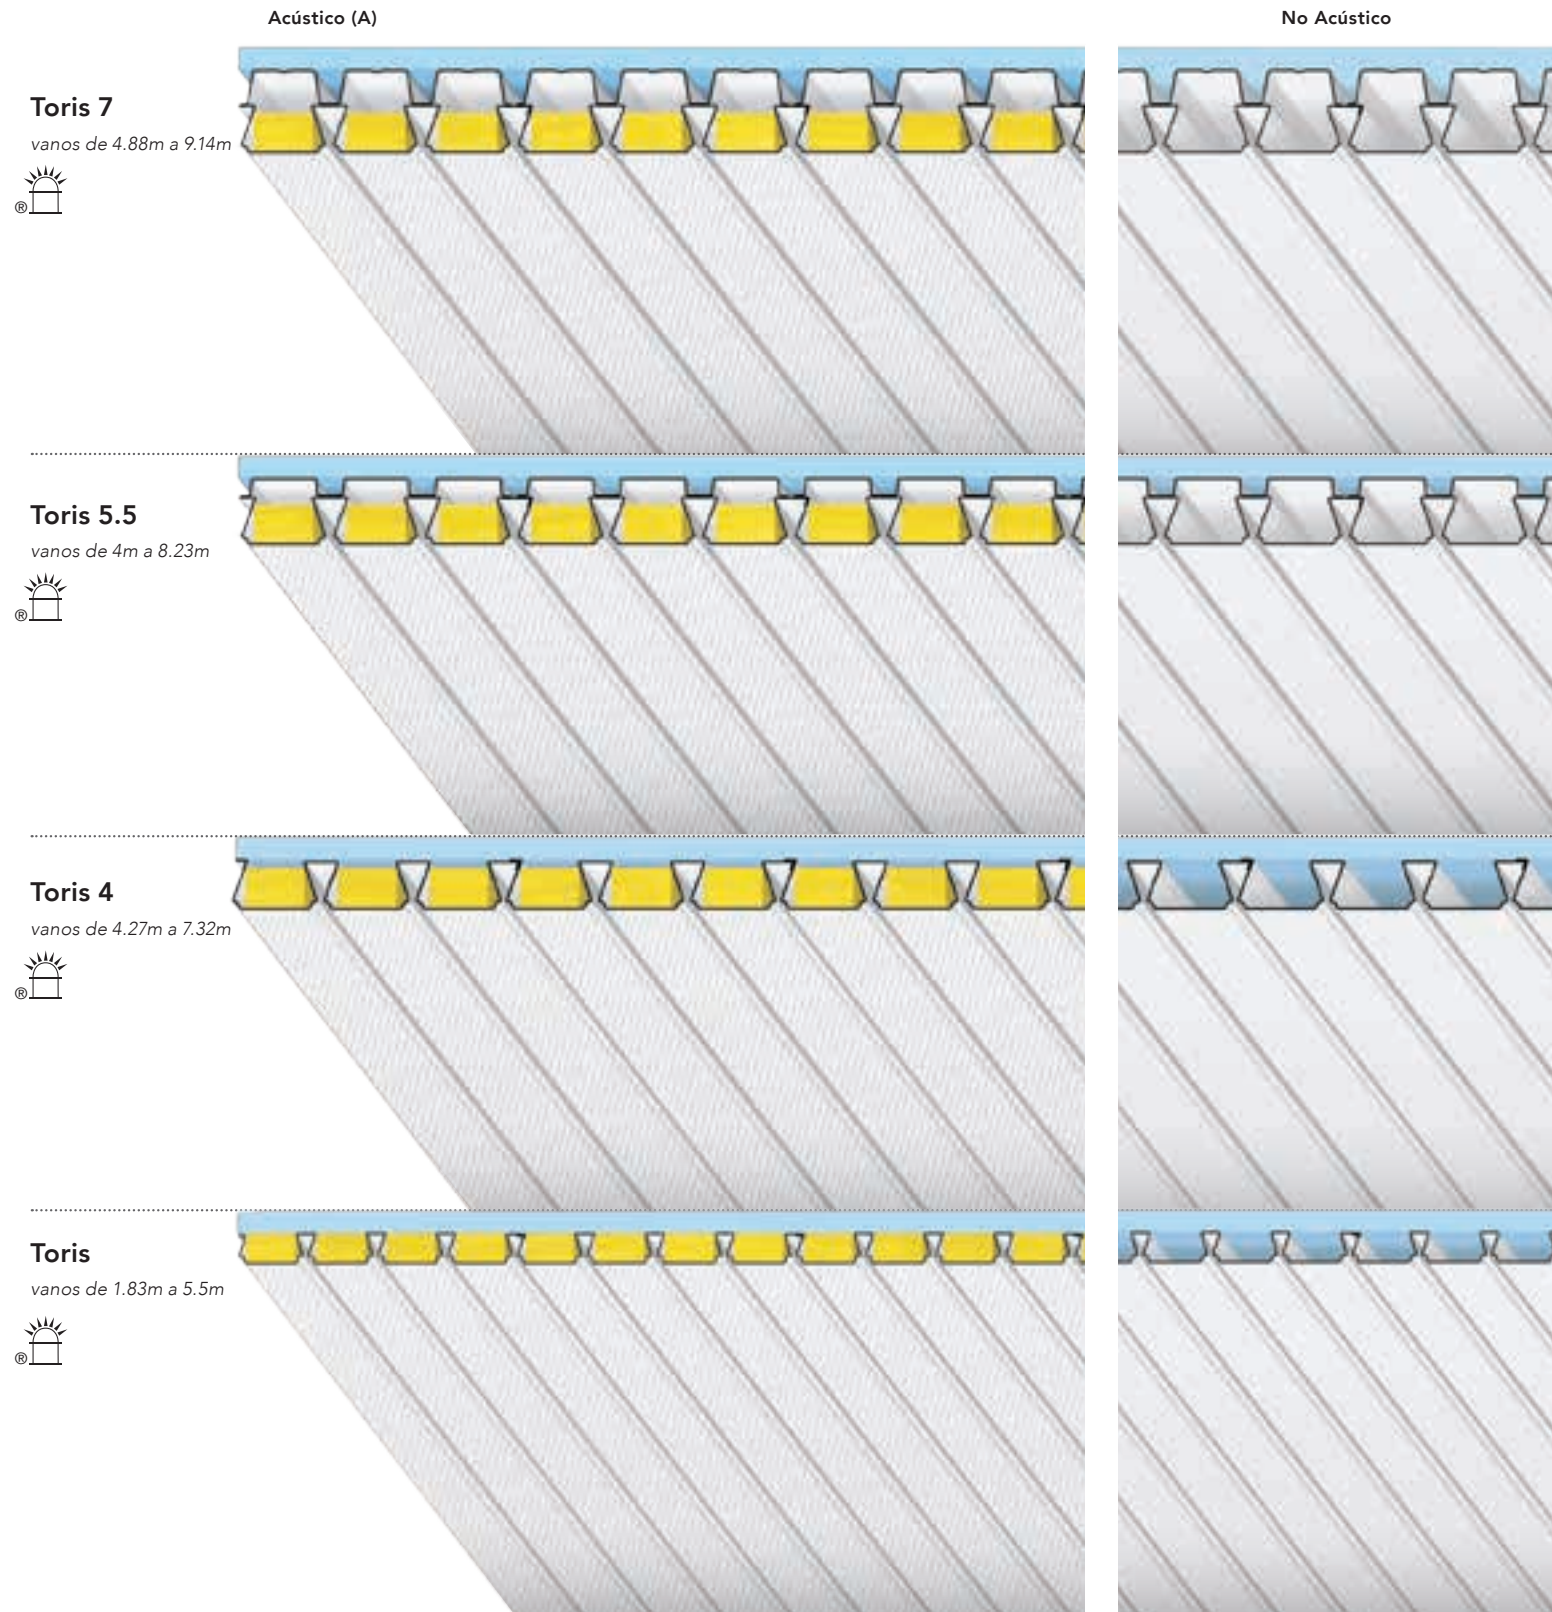 Acústico (A)
No Acústico
Toris 7
vanos de 4.88m a 9.14m
®
Toris 5.5
vanos de 4m a 8.23m
®
Toris 4
vanos de 4.27m a 7.32m
®
Toris
vanos de 1.83m a 5.5m
®